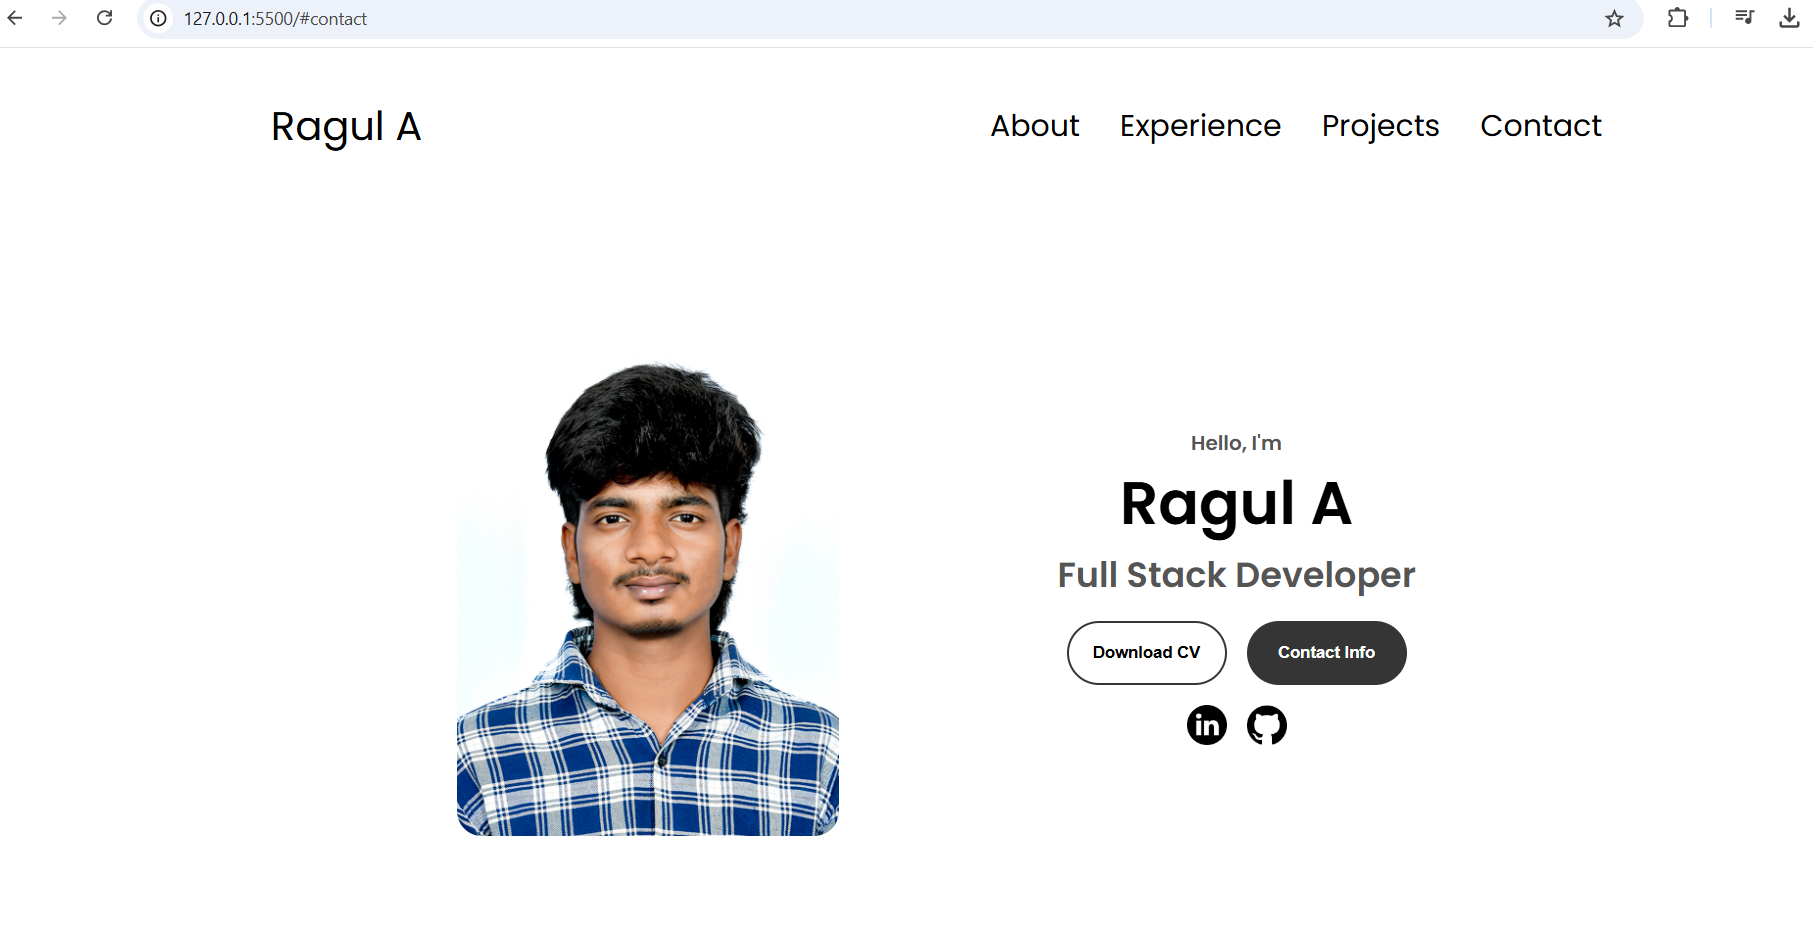 127.0.0.1:5500/#contact
Ragul A
About Experience Projects Contact
Hello, I'm
Ragul A
Full Stack Developer
Download CV Contact Info
in